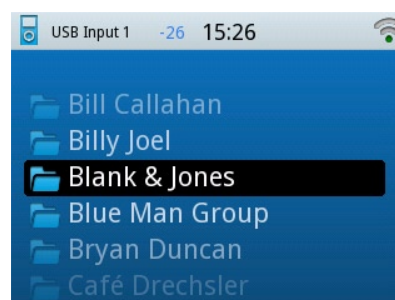 USB Input 1 -26 15:26
Bill Callahan
Billy Joel
Blank & Jones
Blue Man Group
Bryan Duncan
Café Drechsler